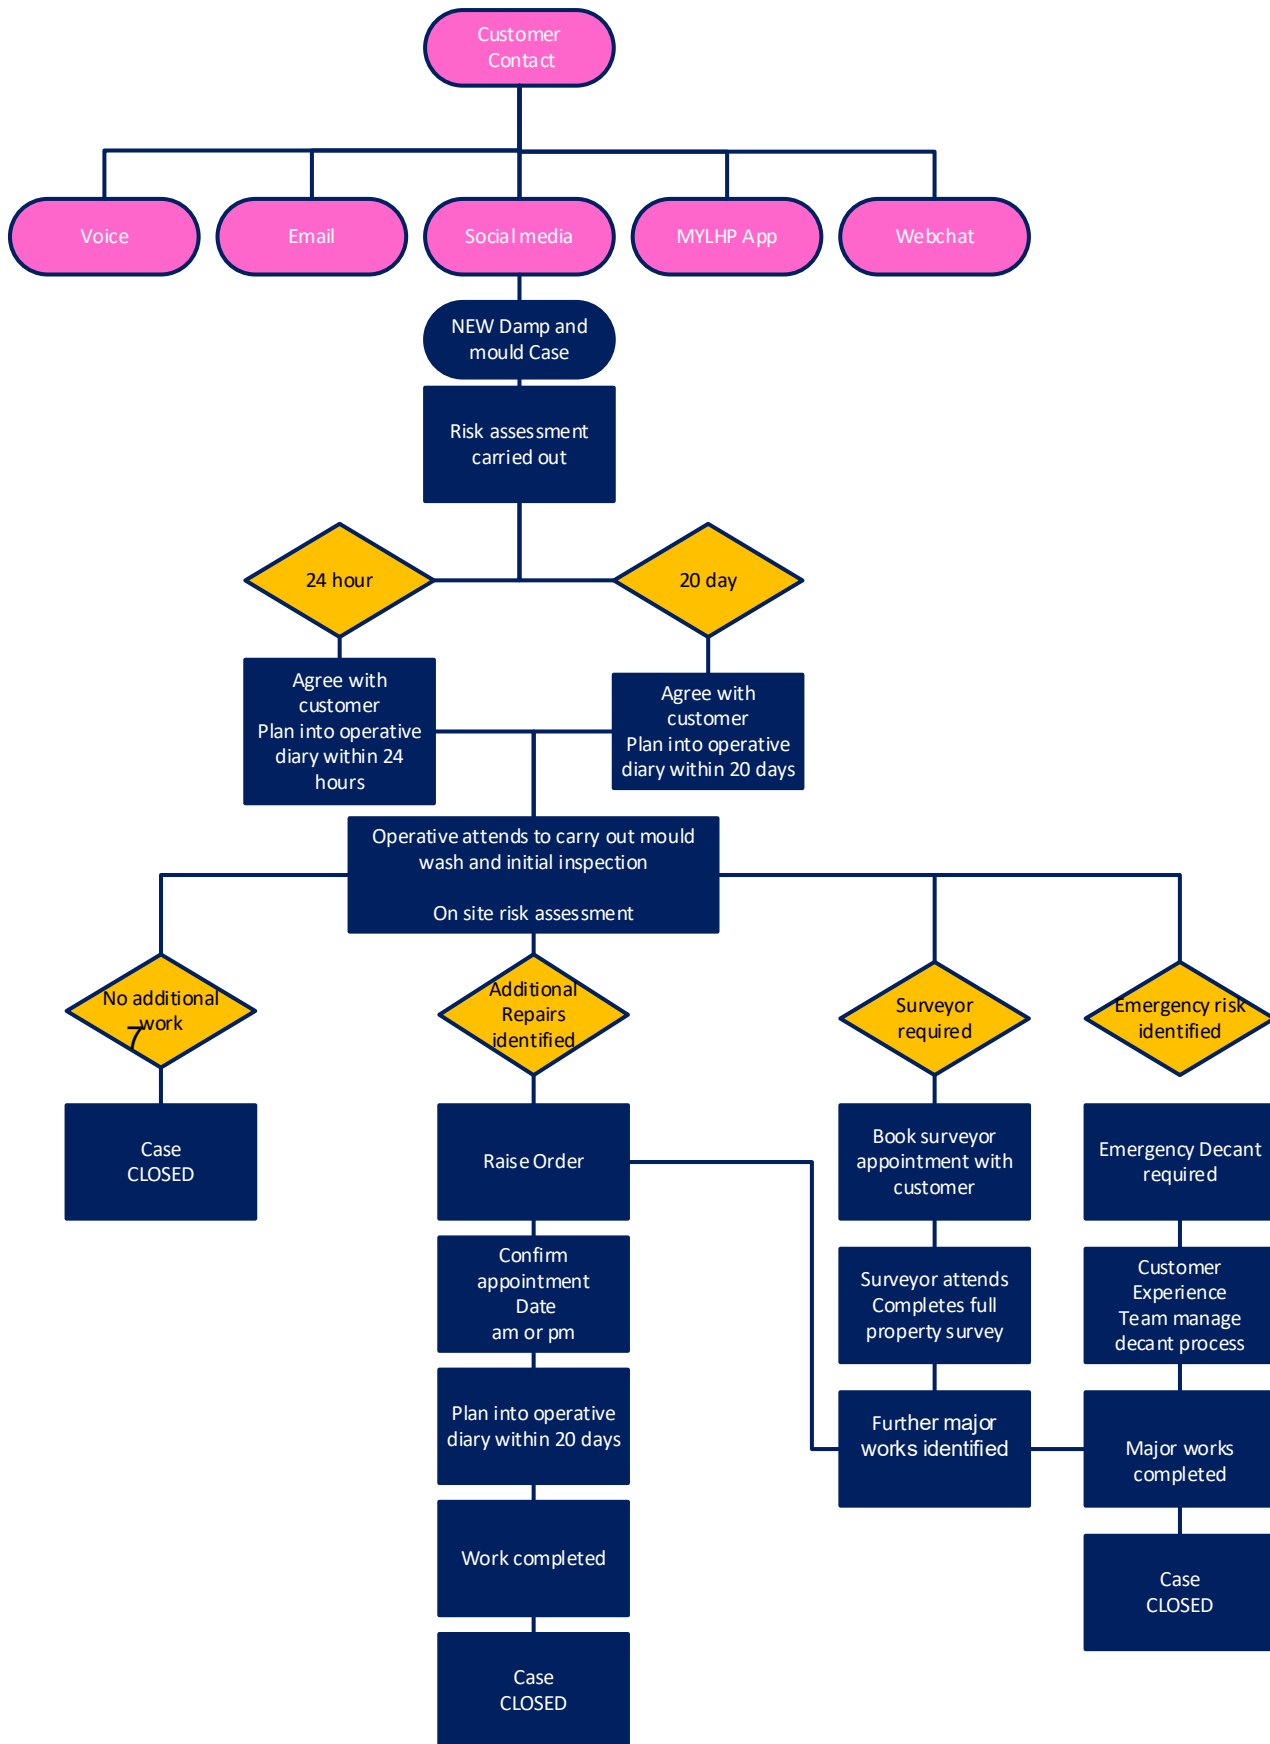 Customer
Contact
Voice
Email
Social media
MYLHP App
Webchat
NEW Damp and
mould Case
Risk assessment
carried out
24 hour
20 day
Agree with
customer
Plan into operative
diary within 24
hours
Agree with
customer
Plan into operative
diary within 20 days
Operative attends to carry out mould
wash and initial inspection
On site risk assessment
No additional
work
7
Additional
Repairs
identified
Surveyor
required
Emergency risk
identified
Case
CLOSED
Raise Order
Book surveyor
appointment with
customer
Emergency Decant
required
Confirm
appointment
Date
am or pm
Surveyor attends
Completes full
property survey
Customer
Experience
Team manage
decant process
Plan into operative
diary within 20 days
Further major
works identified
Major works
completed
Work completed
Case
CLOSED
Case
CLOSED